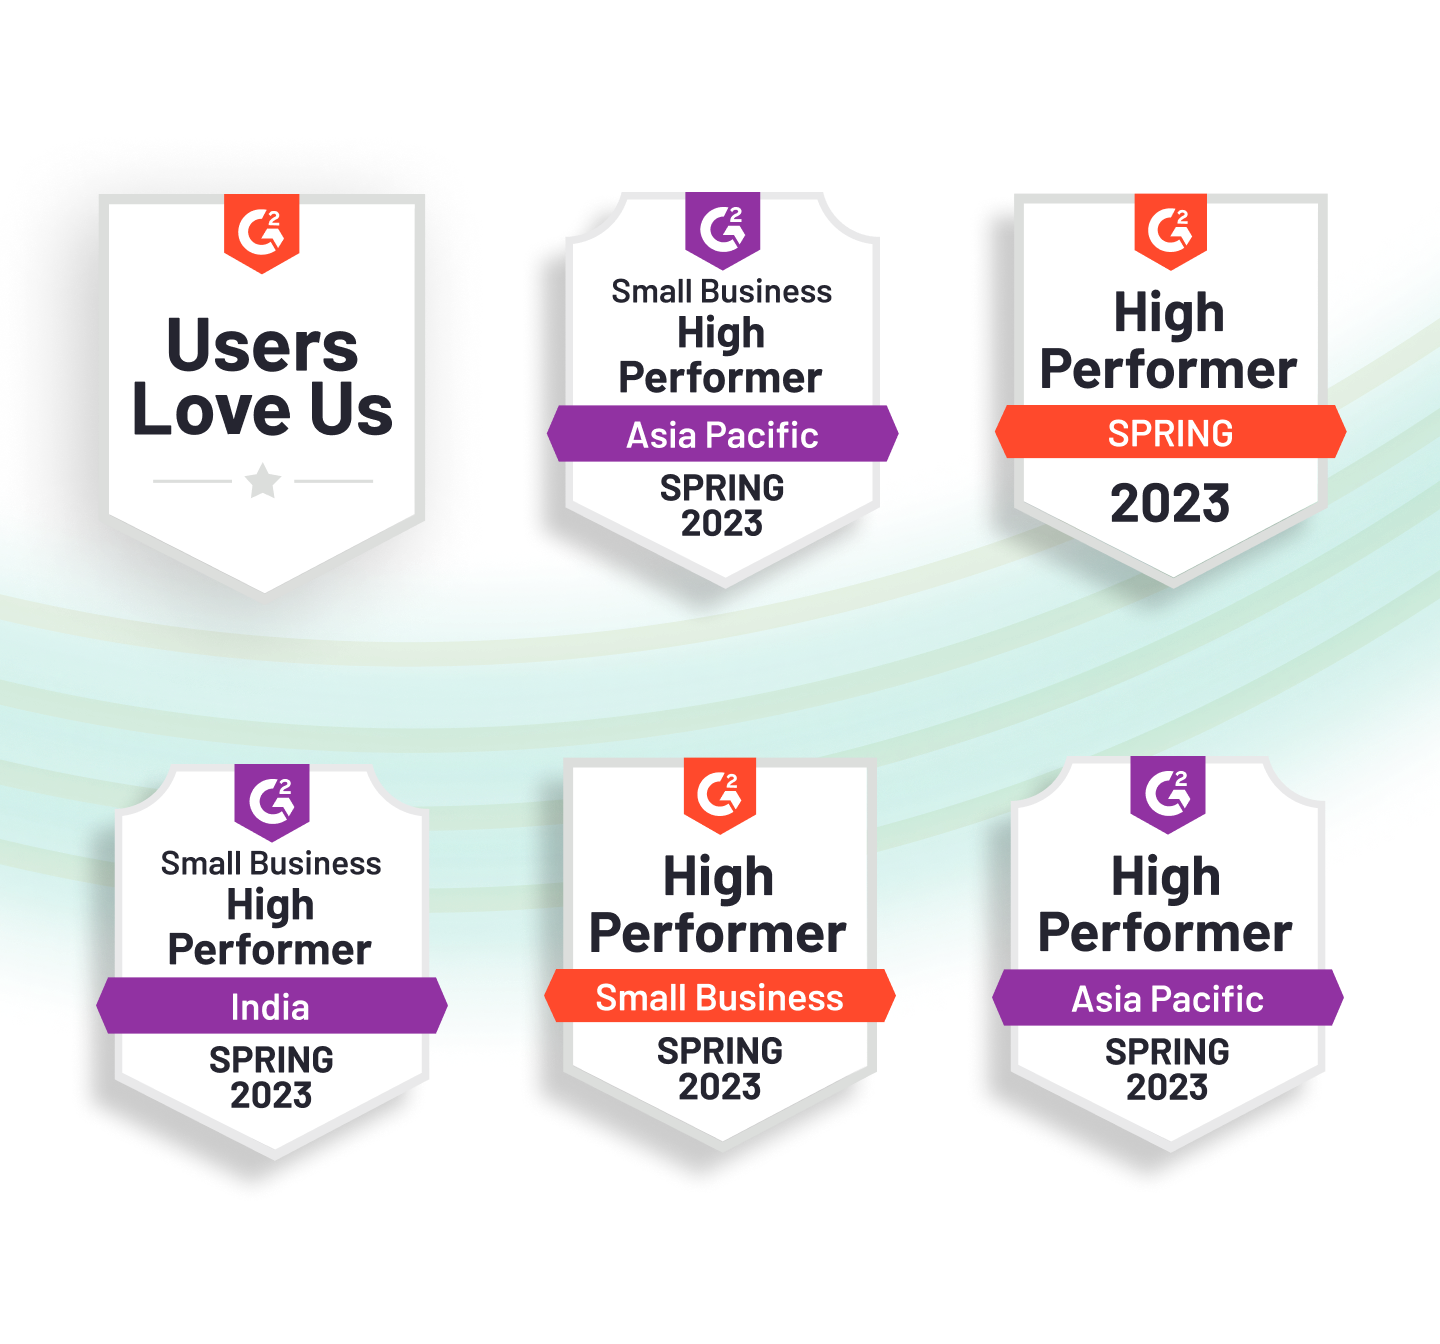 G2
Users
Love Us
G2
Small Business
High
Performer
Asia Pacific
SPRING
2023
G2
High
Performer
SPRING
2023
G2
Small Business
High
Performer
India
SPRING
2023
G2
High
Performer
Small Business
SPRING
2023
G2
High
Performer
Asia Pacific
SPRING
2023